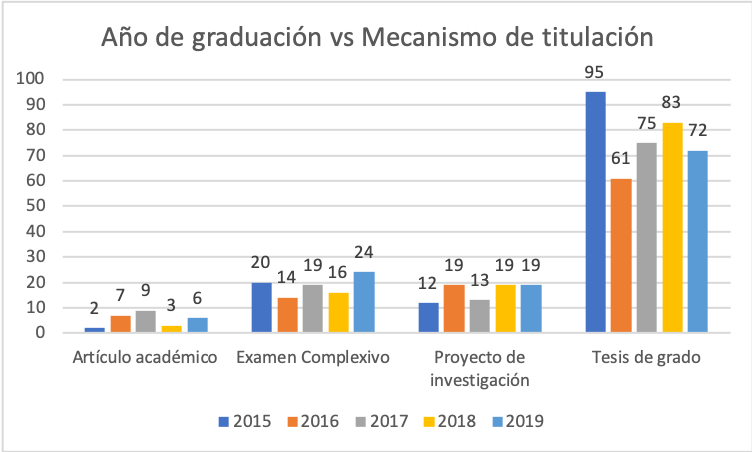 Año de graduación vs Mecanismo de titulación
100
90
80
70
60
50
40
30
20
10
0
2 7 9 3 6
20 14 19 16 24
12 19 13 19 19
95 61 75 83 72
Artículo académico
Examen Complexivo
Proyecto de
investigación
Tesis de grado
2015 2016 2017 2018 2019